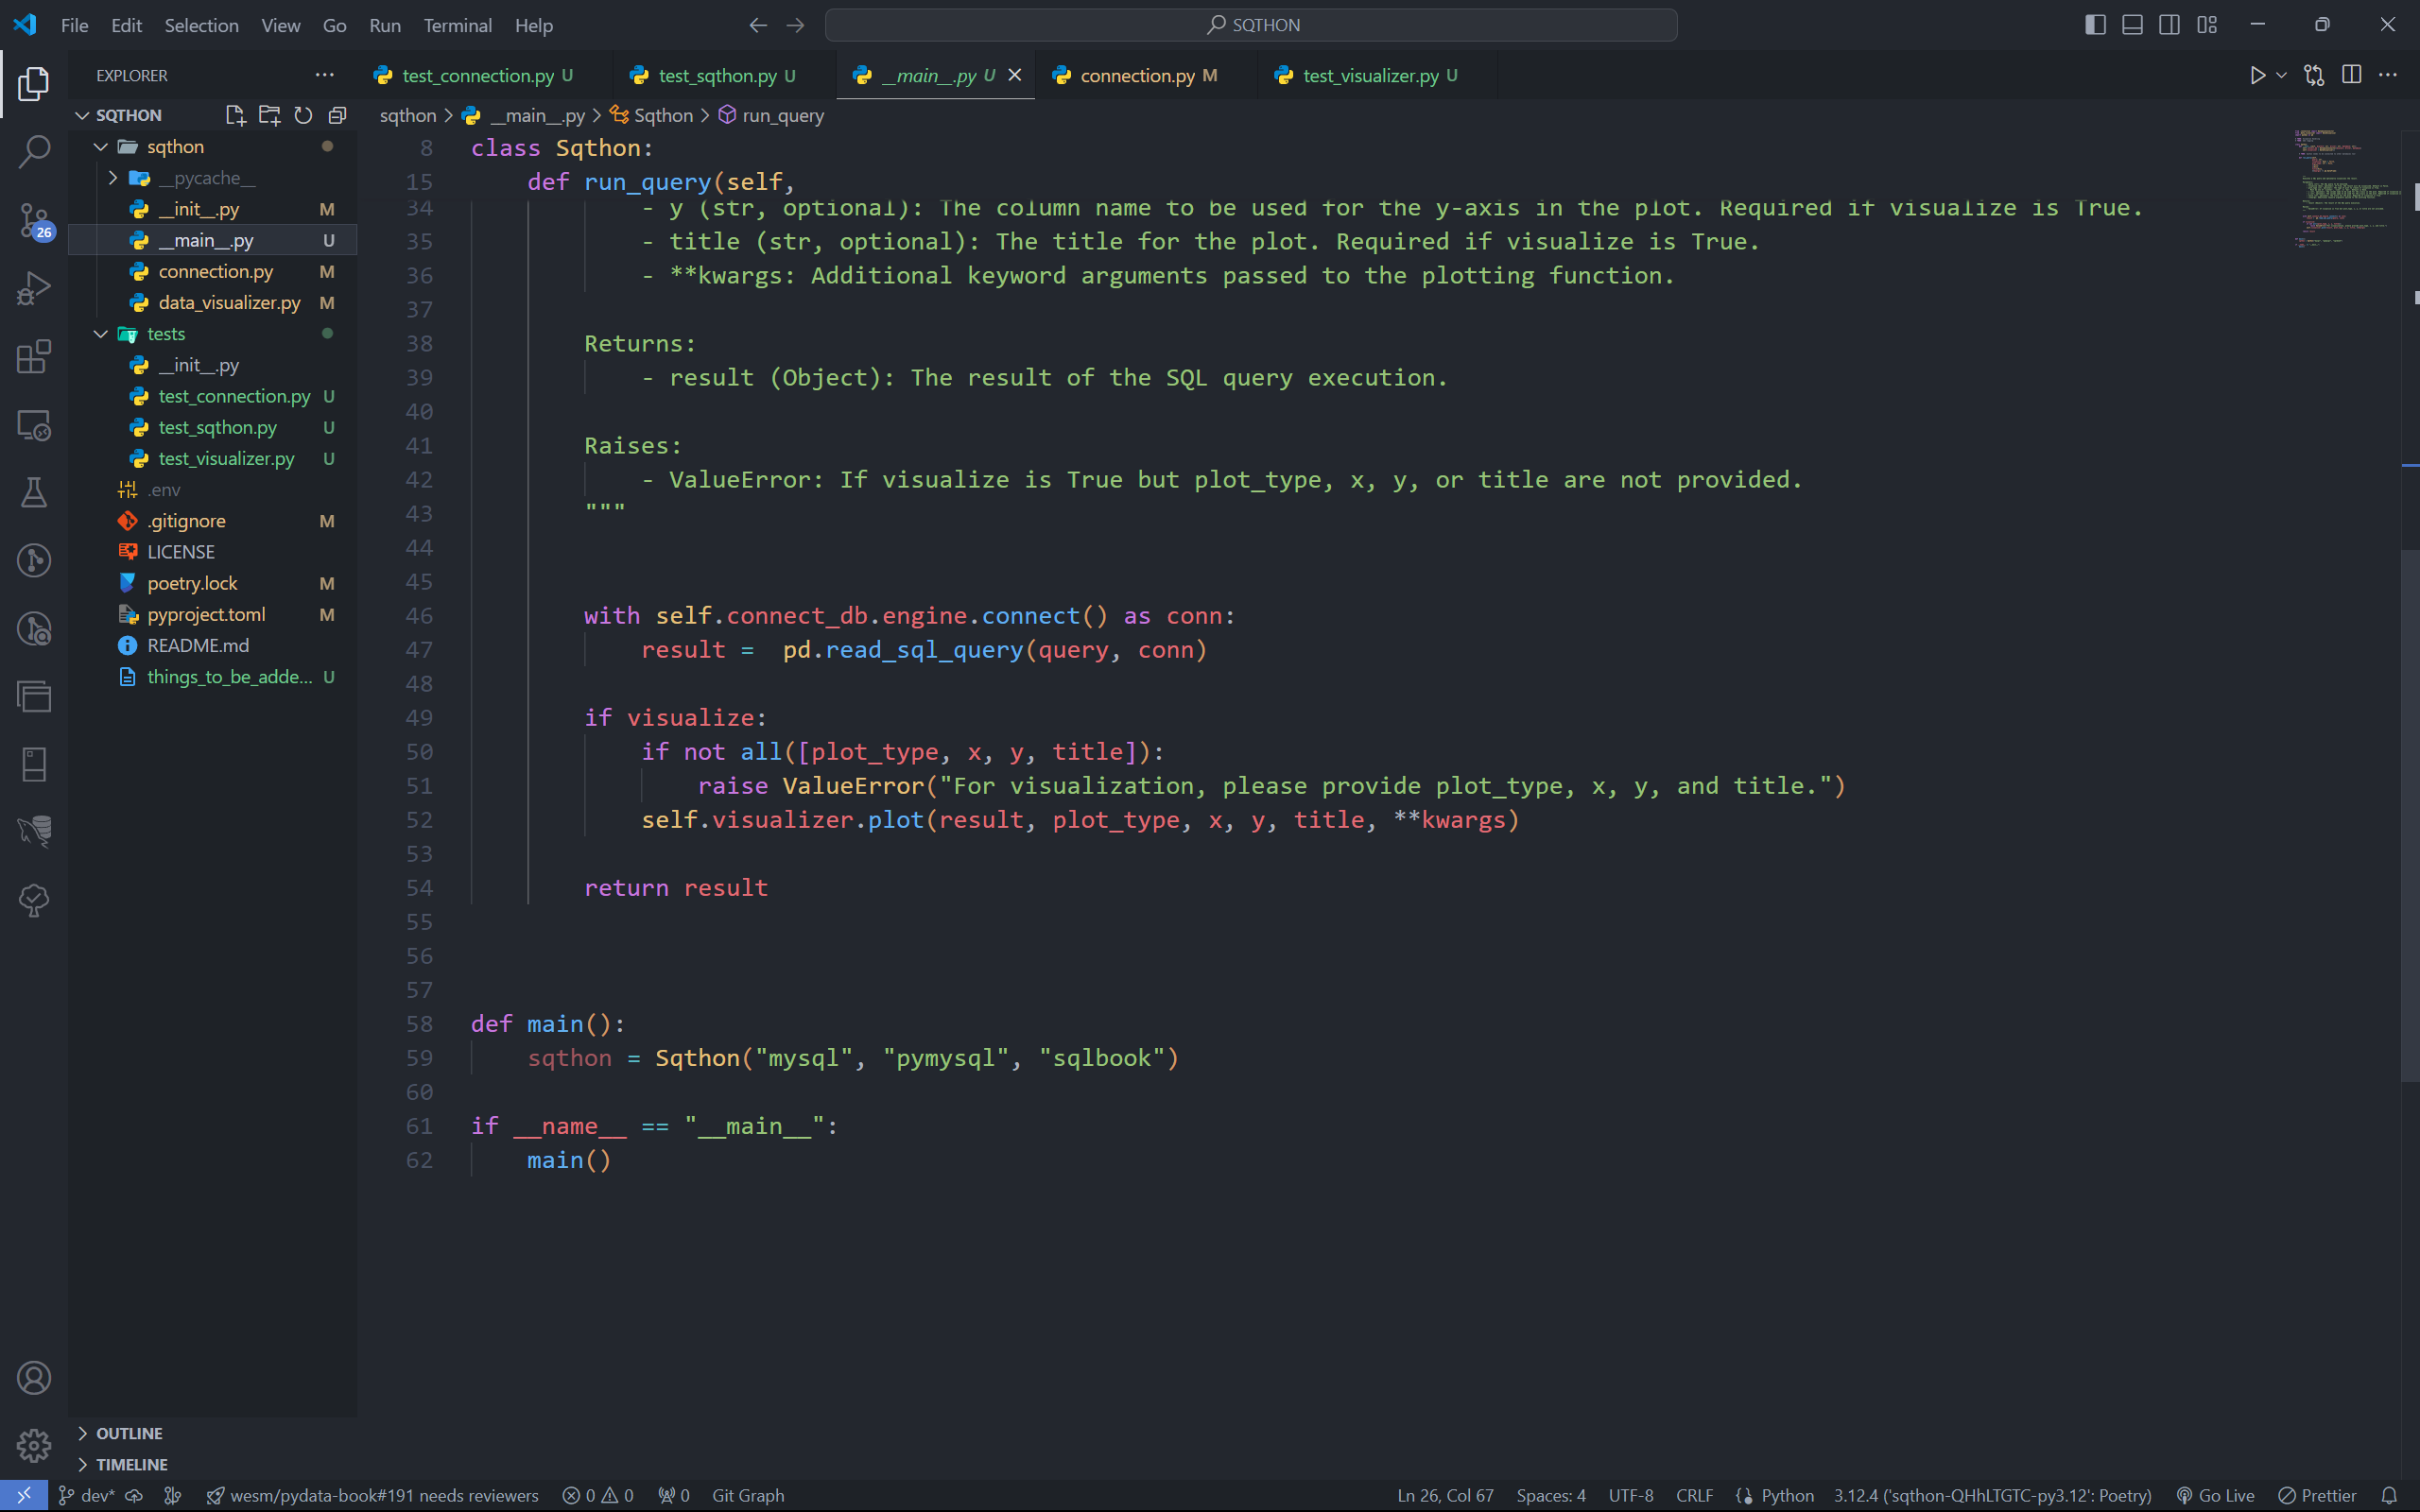 File Edit Selection View Go Run Terminal Help
SQTHON
EXPLORER
test_connection.py U
test_sqthon.py U
__main__.py U
connection.py M
test_visualizer.py U
SQTHON
sqthon > __main__.py > Sqthon > run_query
sqthon
__pycache__
__init__.py M
__main__.py U
connection.py M
data_visualizer.py M
tests
__init__.py
test_connection.py U
test_sqthon.py U
test_visualizer.py U
.env
.gitignore M
LICENSE
poetry.lock M
pyproject.toml M
README.md
things_to_be_adde... U
26
OUTLINE
TIMELINE
8 class Sqthon:
15 def run_query(self,
34 - y (str, optional): The column name to be used for the y-axis in the plot. Required if visualize is True.
35 - title (str, optional): The title for the plot. Required if visualize is True.
36 - **kwargs: Additional keyword arguments passed to the plotting function.
37
38 Returns:
39 - result (Object): The result of the SQL query execution.
40
41 Raises:
42 - ValueError: If visualize is True but plot_type, x, y, or title are not provided.
43 """
44
45
46 with self.connect_db.engine.connect() as conn:
47 result =  pd.read_sql_query(query, conn)
48
49 if visualize:
50 if not all([plot_type, x, y, title]):
51 raise ValueError("For visualization, please provide plot_type, x, y, and title.")
52 self.visualizer.plot(result, plot_type, x, y, title, **kwargs)
53
54 return result
55
56
57
58 def main():
59 sqthon = Sqthon("mysql", "pymysql", "sqlbook")
60
61 if __name__ == "__main__":
62 main()
dev* wesm/pydata-book#191 needs reviewers 0 0 0 Git Graph Ln 26, Col 67 Spaces: 4 UTF-8 CRLF Python 3.12.4 ('sqthon-QHhLTGTC-py3.12': Poetry) Go Live Prettier